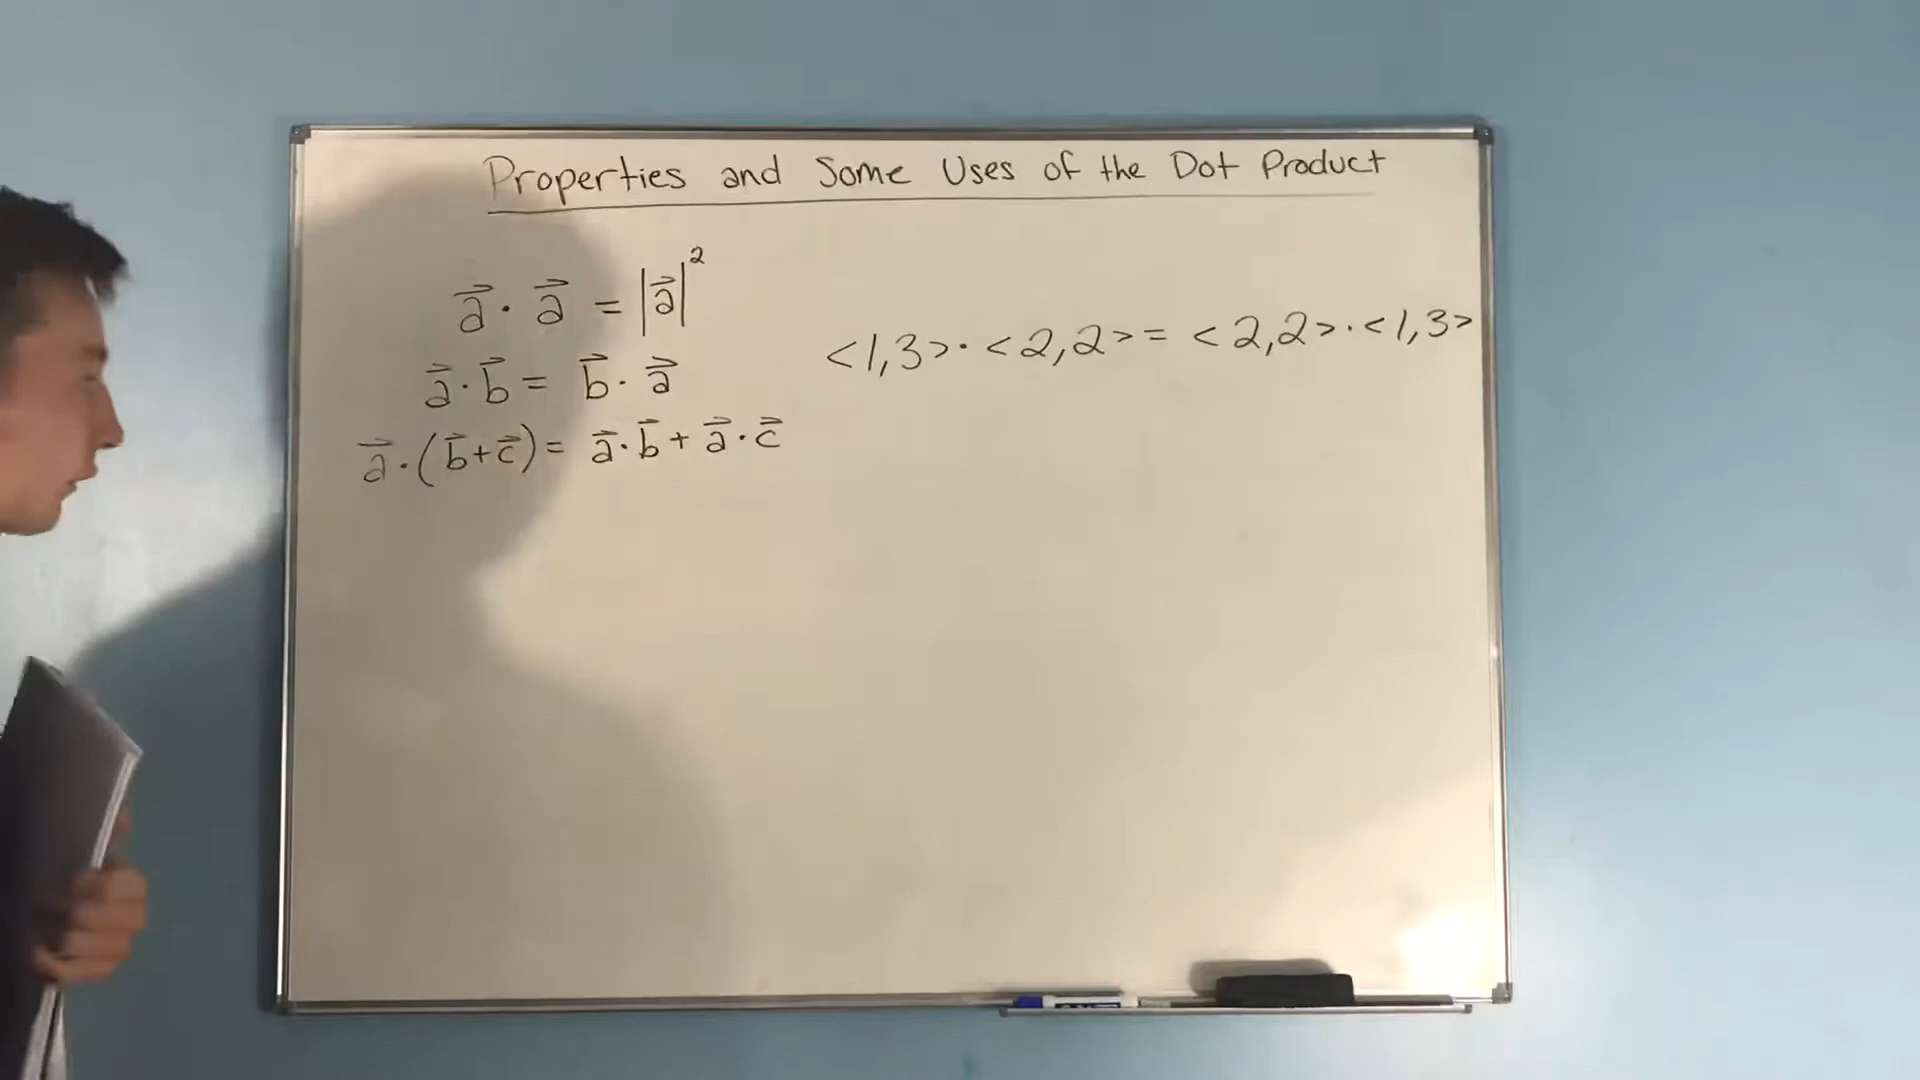 Properties and Some Uses of the Dot Product
a⃗ · a⃗ = |a⃗|²
<1,3> · <2,2> = <2,2> · <1,3>
a⃗ · b⃗ = b⃗ · a⃗
a⃗ · (b⃗ + c⃗) = a⃗ · b⃗ + a⃗ · c⃗